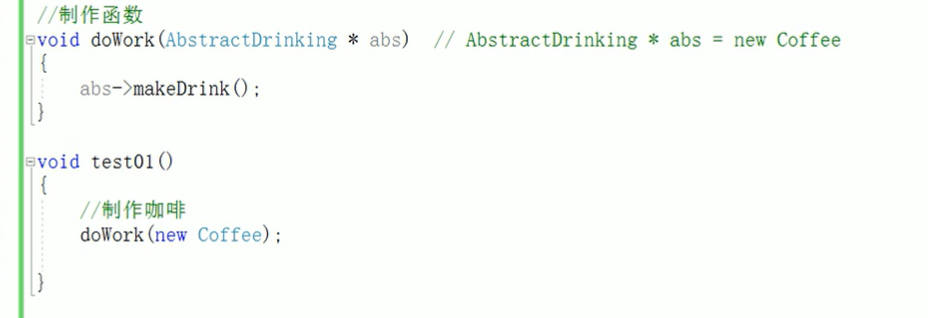 //制作函数
void doWork(AbstractDrinking * abs)  // AbstractDrinking * abs = new Coffee
{
    abs->makeDrink();
}
void test01()
{
    //制作咖啡
    doWork(new Coffee);
}